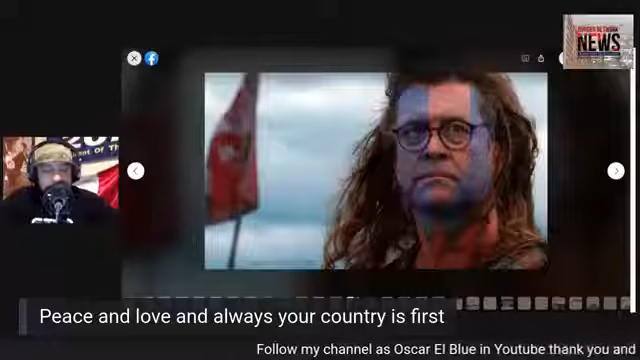 NEWS
Peace and love and always your country is first
Follow my channel as Oscar El Blue in Youtube thank you and